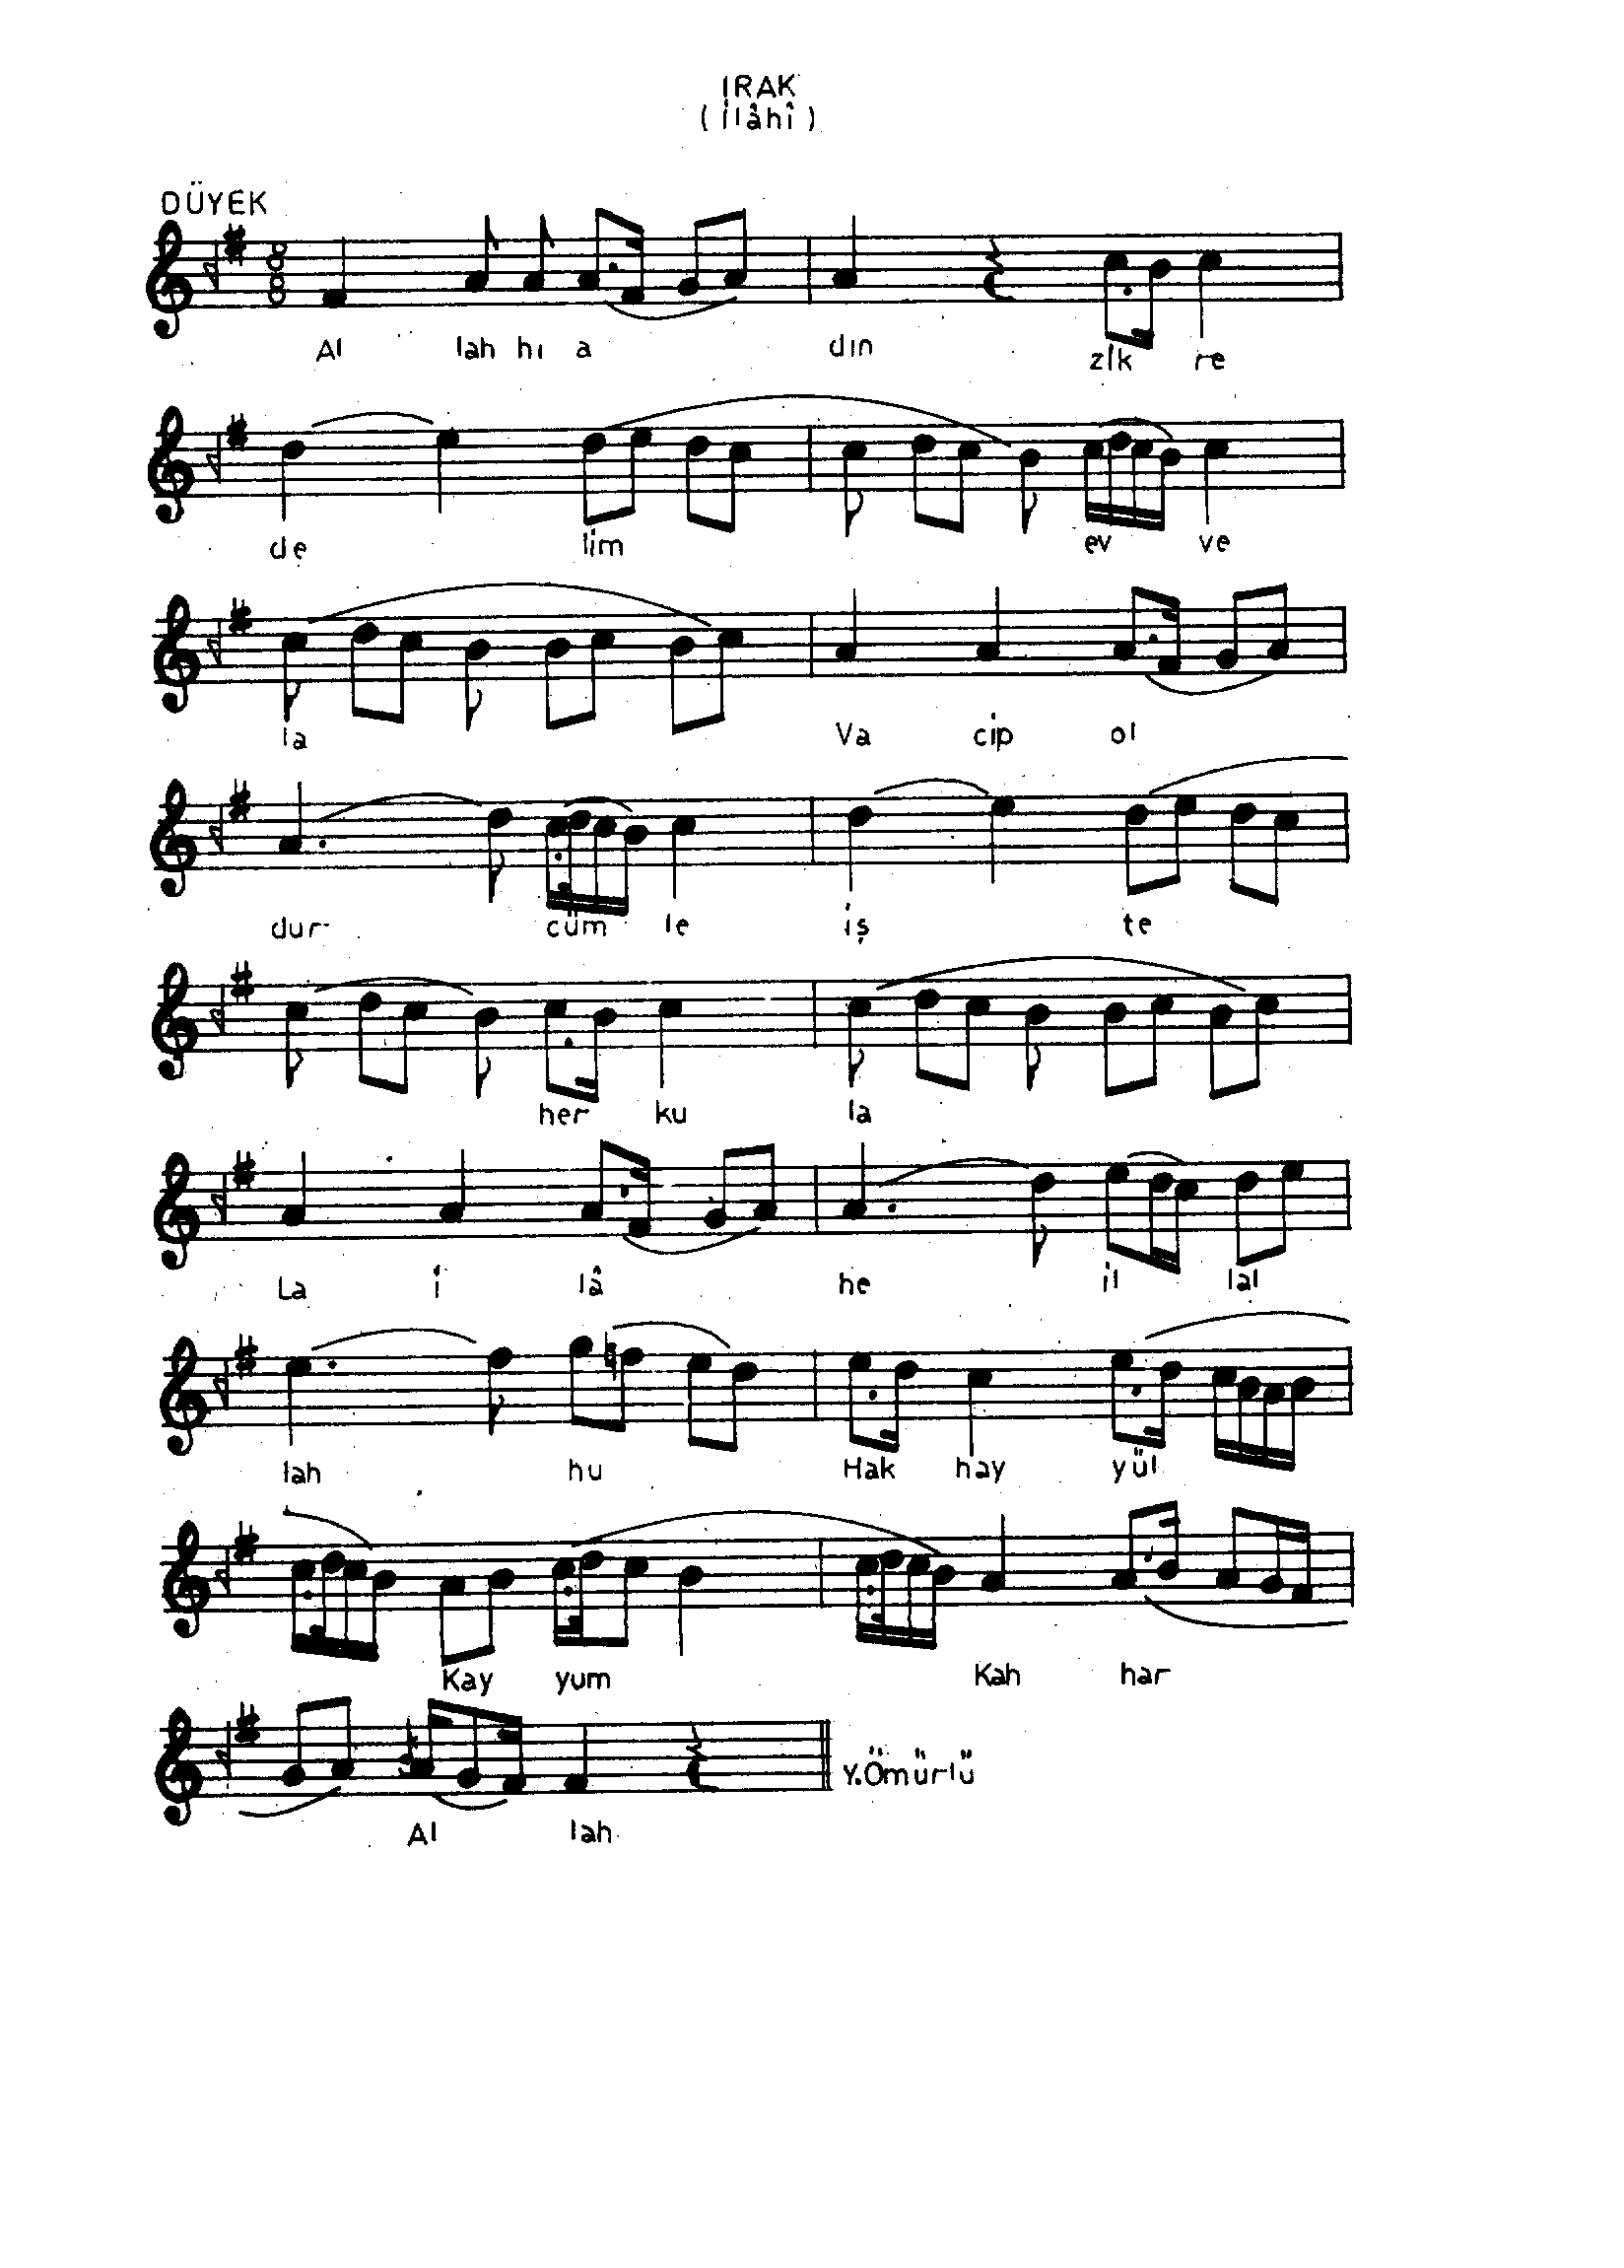 IRAK
( İlâhî )
DÜYEK
8
8
Al lah hı a dın zik re
de lim ev ve
la Va cip ol
dur cüm le iş te
her ku la
La i lâ he il lal
lah hu Hak hay yül
Kay yum Kah har
Y.Ömürlü
Al lah